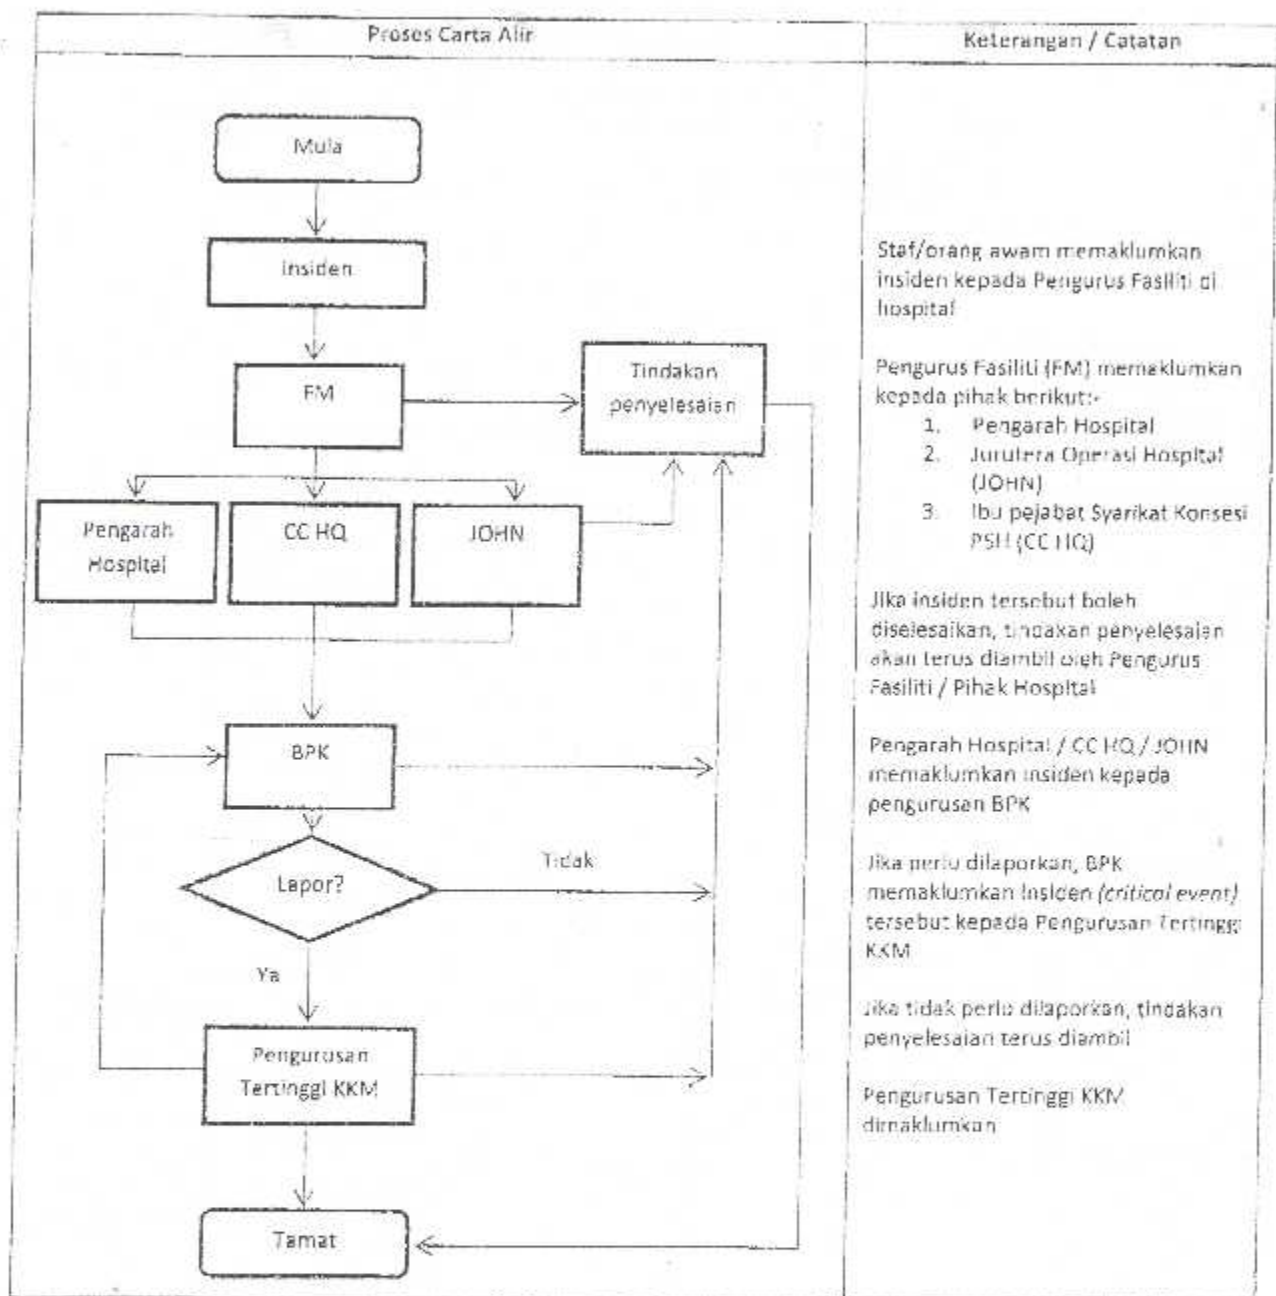 Proses Carta Alir
Keterangan / Catatan
Mula
Insiden
FM
Tindakan
penyelesaian
Pengarah
Hospital
CC HQ
JOHN
BPK
Lapor?
Tidak
Ya
Pengurusan
Tertinggi KKM
Tamat
Staf/orang awam memaklumkan
insiden kepada Pengurus Fasiliti di
hospital
Pengurus Fasiliti (FM) memaklumkan
kepada pihak berikut:-
1. Pengarah Hospital
2. Jurutera Operasi Hospital
(JOHN)
3. Ibu pejabat Syarikat Konsesi
PSH (CC HQ)
Jika insiden tersebut boleh
diselesaikan, tindakan penyelesaian
akan terus diambil oleh Pengurus
Fasiliti / Pihak Hospital
Pengarah Hospital / CC HQ / JOHN
memaklumkan insiden kepada
pengurusan BPK
Jika perlu dilaporkan, BPK
memaklumkan insiden (critical event)
tersebut kepada Pengurusan Tertinggi
KKM
Jika tidak perlu dilaporkan, tindakan
penyelesaian terus diambil
Pengurusan Tertinggi KKM
dimaklumkan